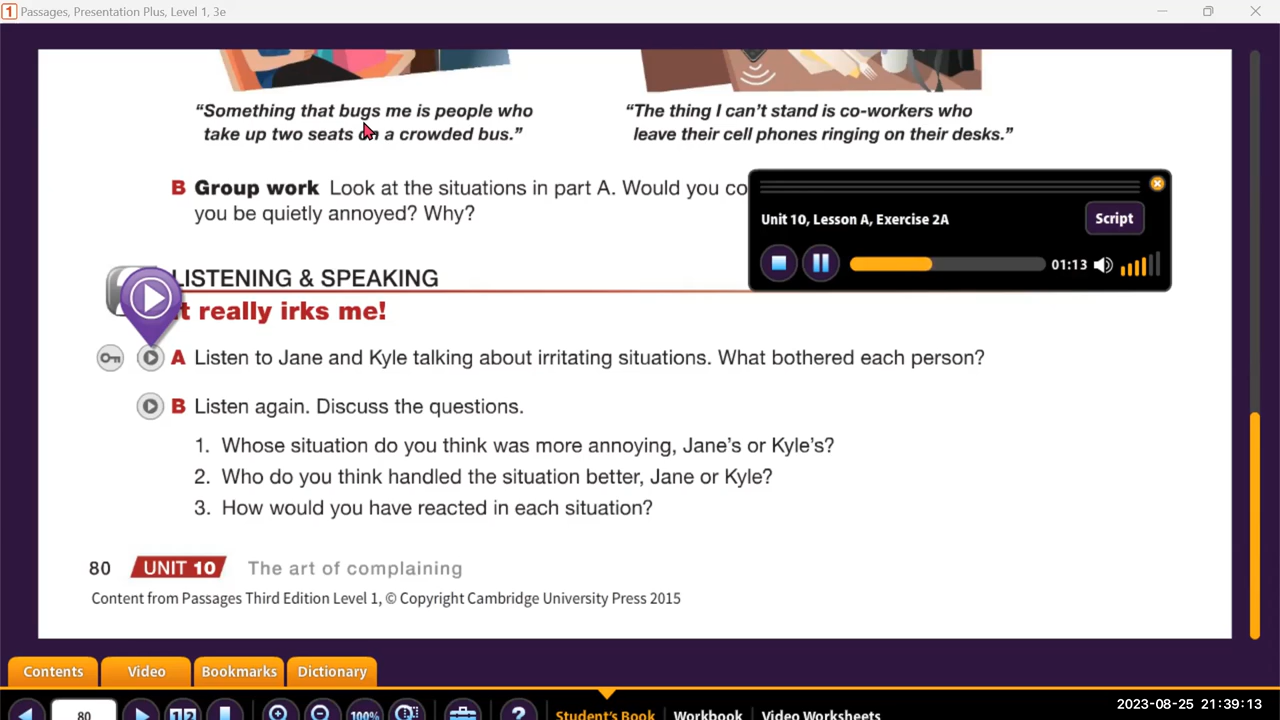 Passages, Presentation Plus, Level 1, 3e
“Something that bugs me is people who
take up two seats on a crowded bus.”
“The thing I can’t stand is co-workers who
leave their cell phones ringing on their desks.”
B Group work Look at the situations in part A. Would you co
you be quietly annoyed? Why?
Unit 10, Lesson A, Exercise 2A
Script
01:13
LISTENING & SPEAKING
t really irks me!
A Listen to Jane and Kyle talking about irritating situations. What bothered each person?
B Listen again. Discuss the questions.
1. Whose situation do you think was more annoying, Jane’s or Kyle’s?
2. Who do you think handled the situation better, Jane or Kyle?
3. How would you have reacted in each situation?
80 UNIT 10 The art of complaining
Content from Passages Third Edition Level 1, © Copyright Cambridge University Press 2015
Contents Video Bookmarks Dictionary
80 1 2 100% ? Student's Book Workbook Video Worksheets
2023-08-25 21:39:13